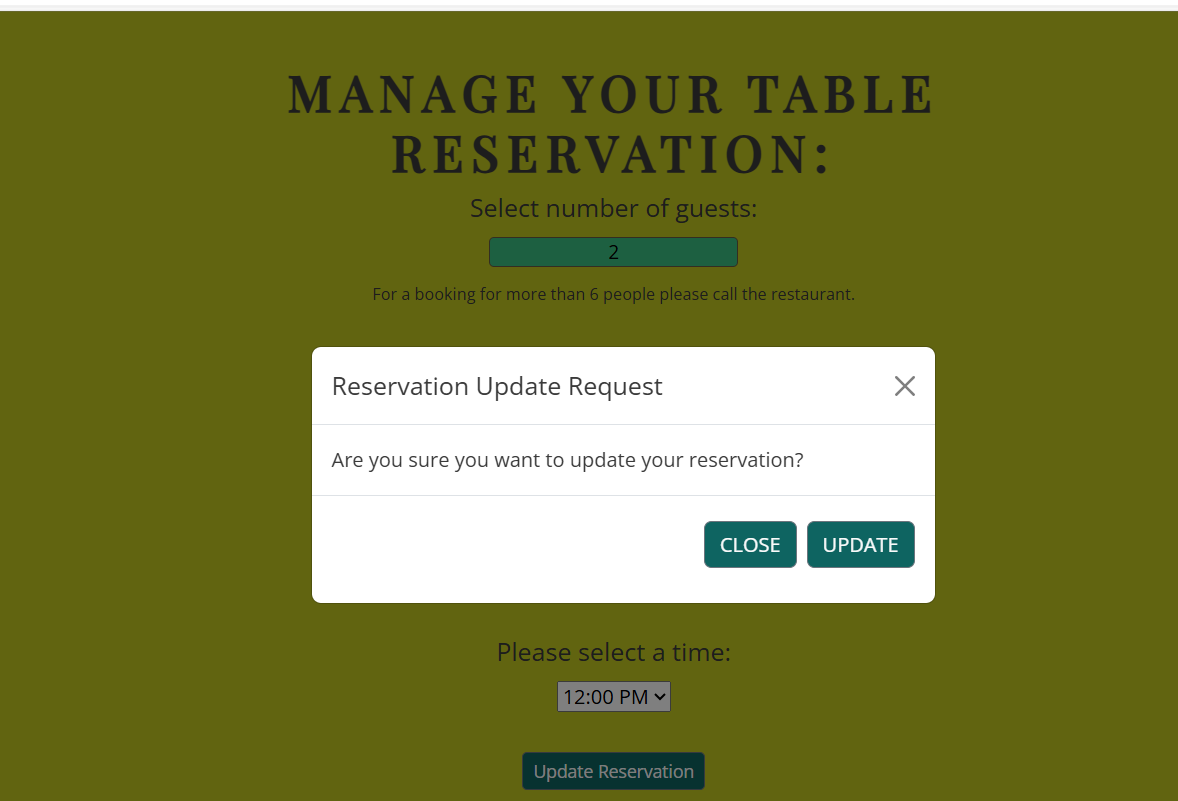 MANAGE YOUR TABLE
RESERVATION:
Select number of guests:
2
For a booking for more than 6 people please call the restaurant.
Reservation Update Request
Are you sure you want to update your reservation?
CLOSE UPDATE
Please select a time:
12:00 PM
Update Reservation